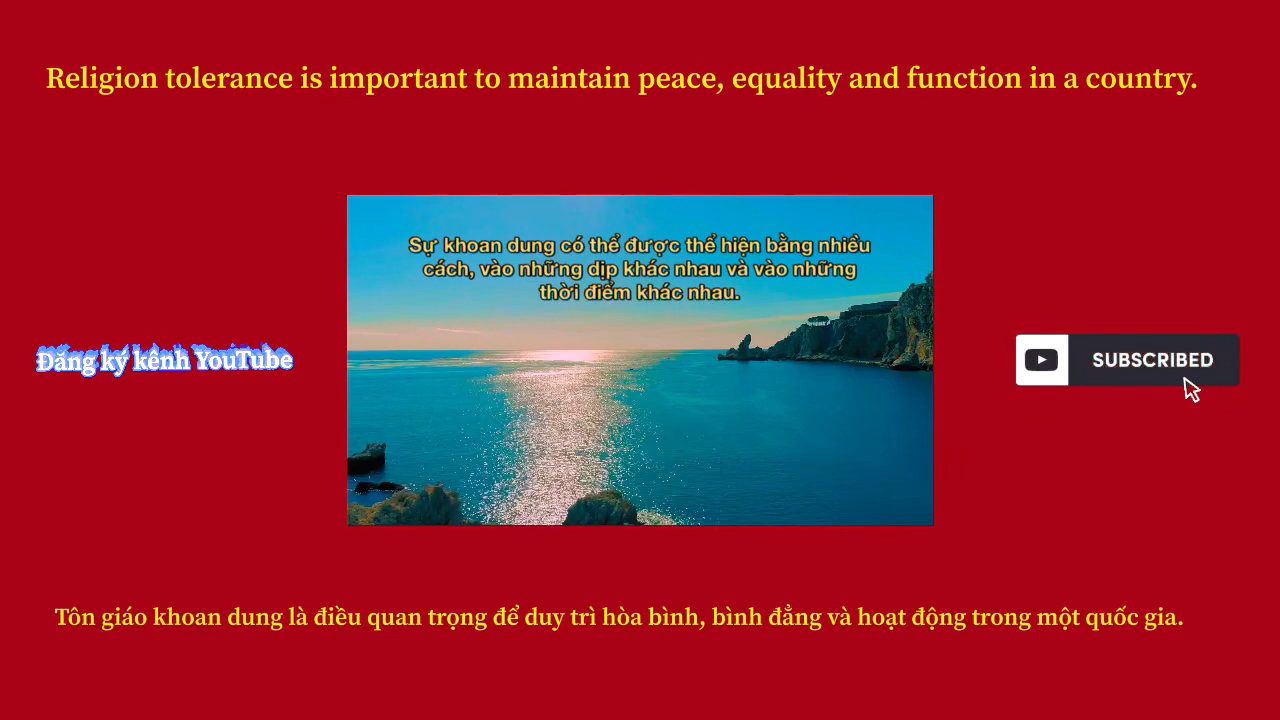 Religion tolerance is important to maintain peace, equality and function in a country.
Sự khoan dung có thể được thể hiện bằng nhiều
cách, vào những dịp khác nhau và vào những
thời điểm khác nhau.
Đăng ký kênh YouTube
SUBSCRIBED
Tôn giáo khoan dung là điều quan trọng để duy trì hòa bình, bình đẳng và hoạt động trong một quốc gia.